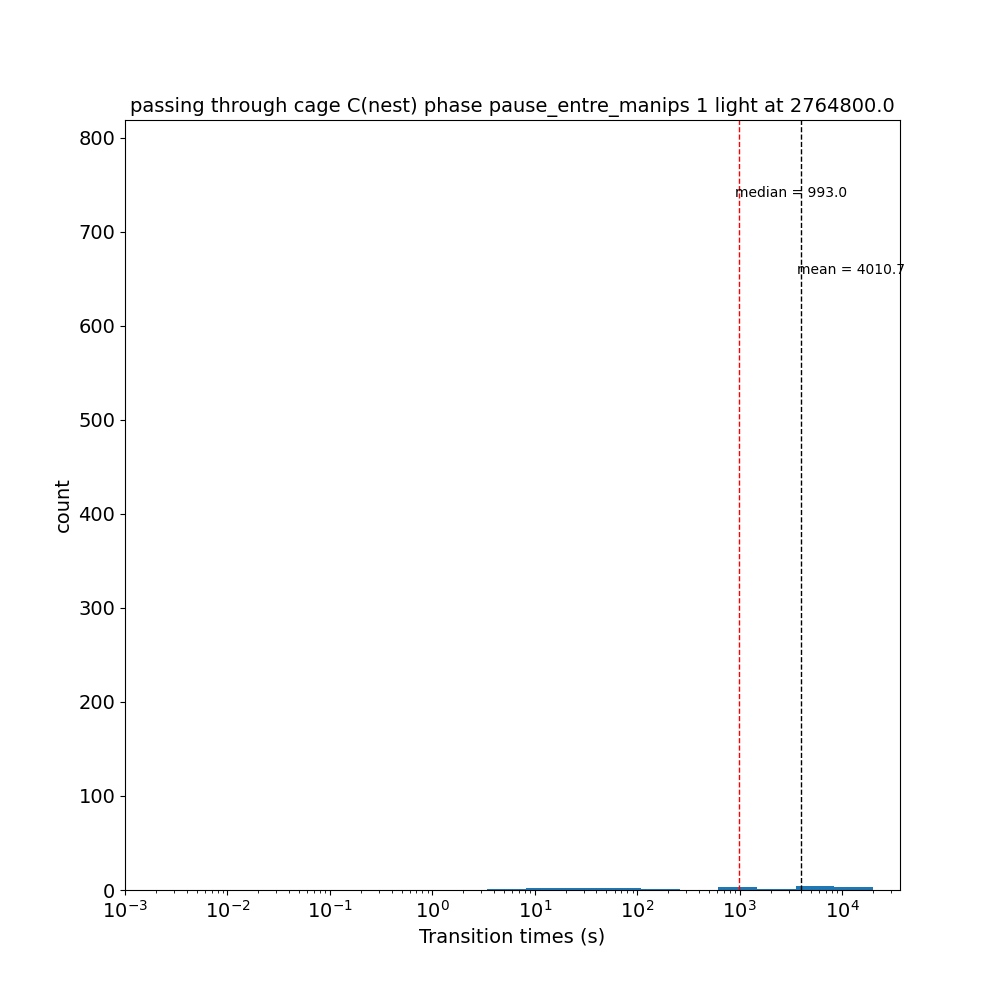 passing through cage C(nest) phase pause_entre_manips 1 light at 2764800.0
800
median = 993.0
700
mean = 4010.7
600
500
count
400
300
200
100
0
10⁻³ 10⁻² 10⁻¹ 10⁰ 10¹ 10² 10³ 10⁴
Transition times (s)